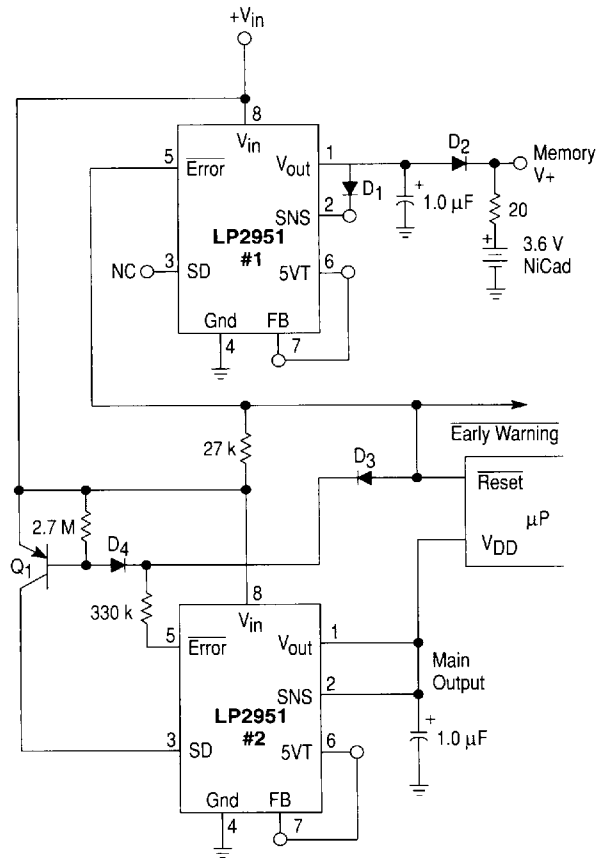 +Vin
8
Vin
5
Error
Vout
1
D2
Memory
V+
D1
+
1.0 µF
20
SNS
2
LP2951
#1
+
3.6 V
NiCad
NC
3
SD
5VT
6
Gnd
FB
4
7
27 k
Early Warning
D3
Reset
µP
VDD
2.7 M
D4
Q1
330 k
8
Vin
5
Error
Vout
1
Main
Output
SNS
2
LP2951
#2
+
1.0 µF
3
SD
5VT
6
Gnd
FB
4
7